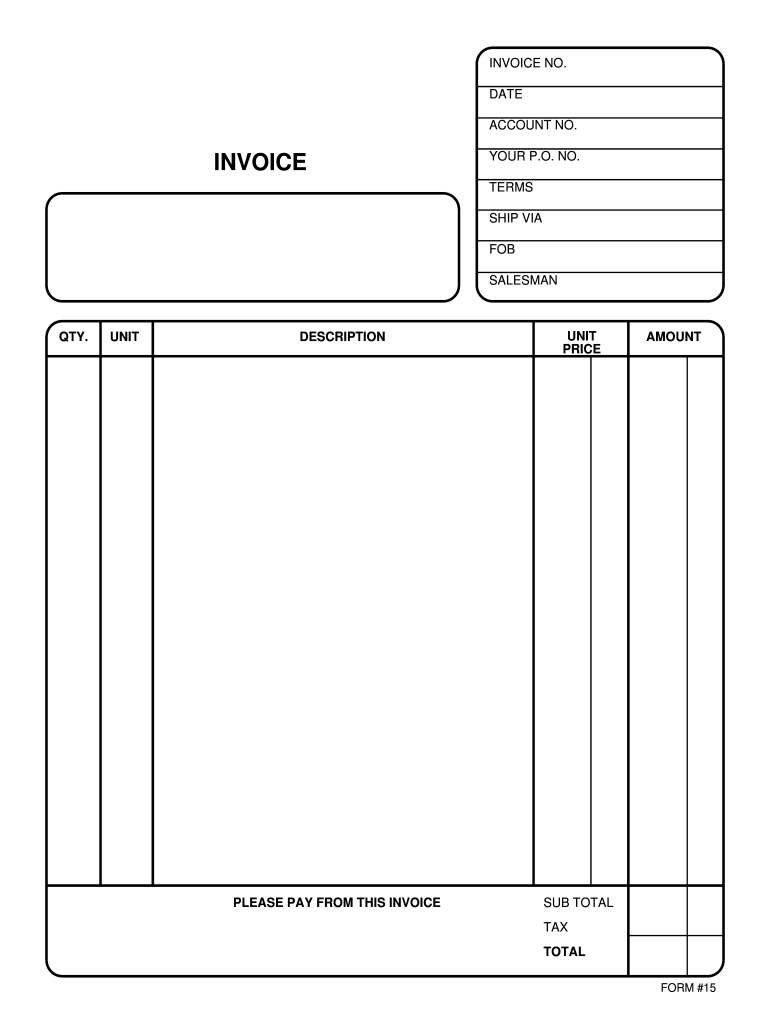 INVOICE NO.
DATE
ACCOUNT NO.
YOUR P.O. NO.
TERMS
SHIP VIA
FOB
SALESMAN
INVOICE
QTY. UNIT DESCRIPTION UNIT PRICE AMOUNT
PLEASE PAY FROM THIS INVOICE SUB TOTAL
TAX
TOTAL
FORM #15